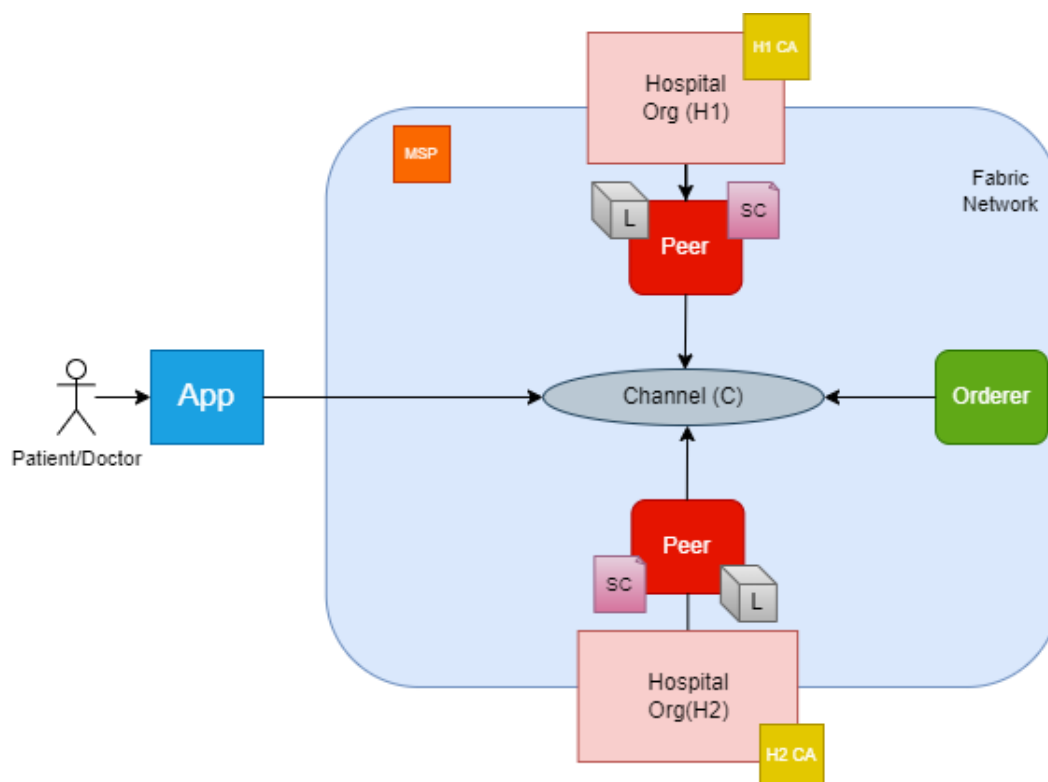 H1 CA
Hospital
Org (H1)
MSP
Fabric
Network
L
SC
Peer
App
Channel (C)
Orderer
Patient/Doctor
Peer
SC
L
Hospital
Org(H2)
H2 CA